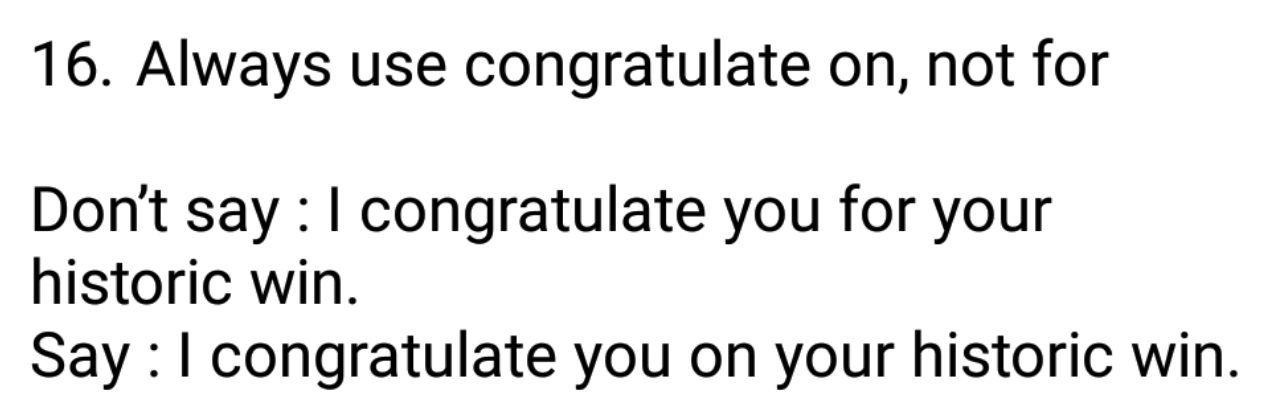 16. Always use congratulate on, not for
Don’t say : I congratulate you for your
historic win.
Say : I congratulate you on your historic win.